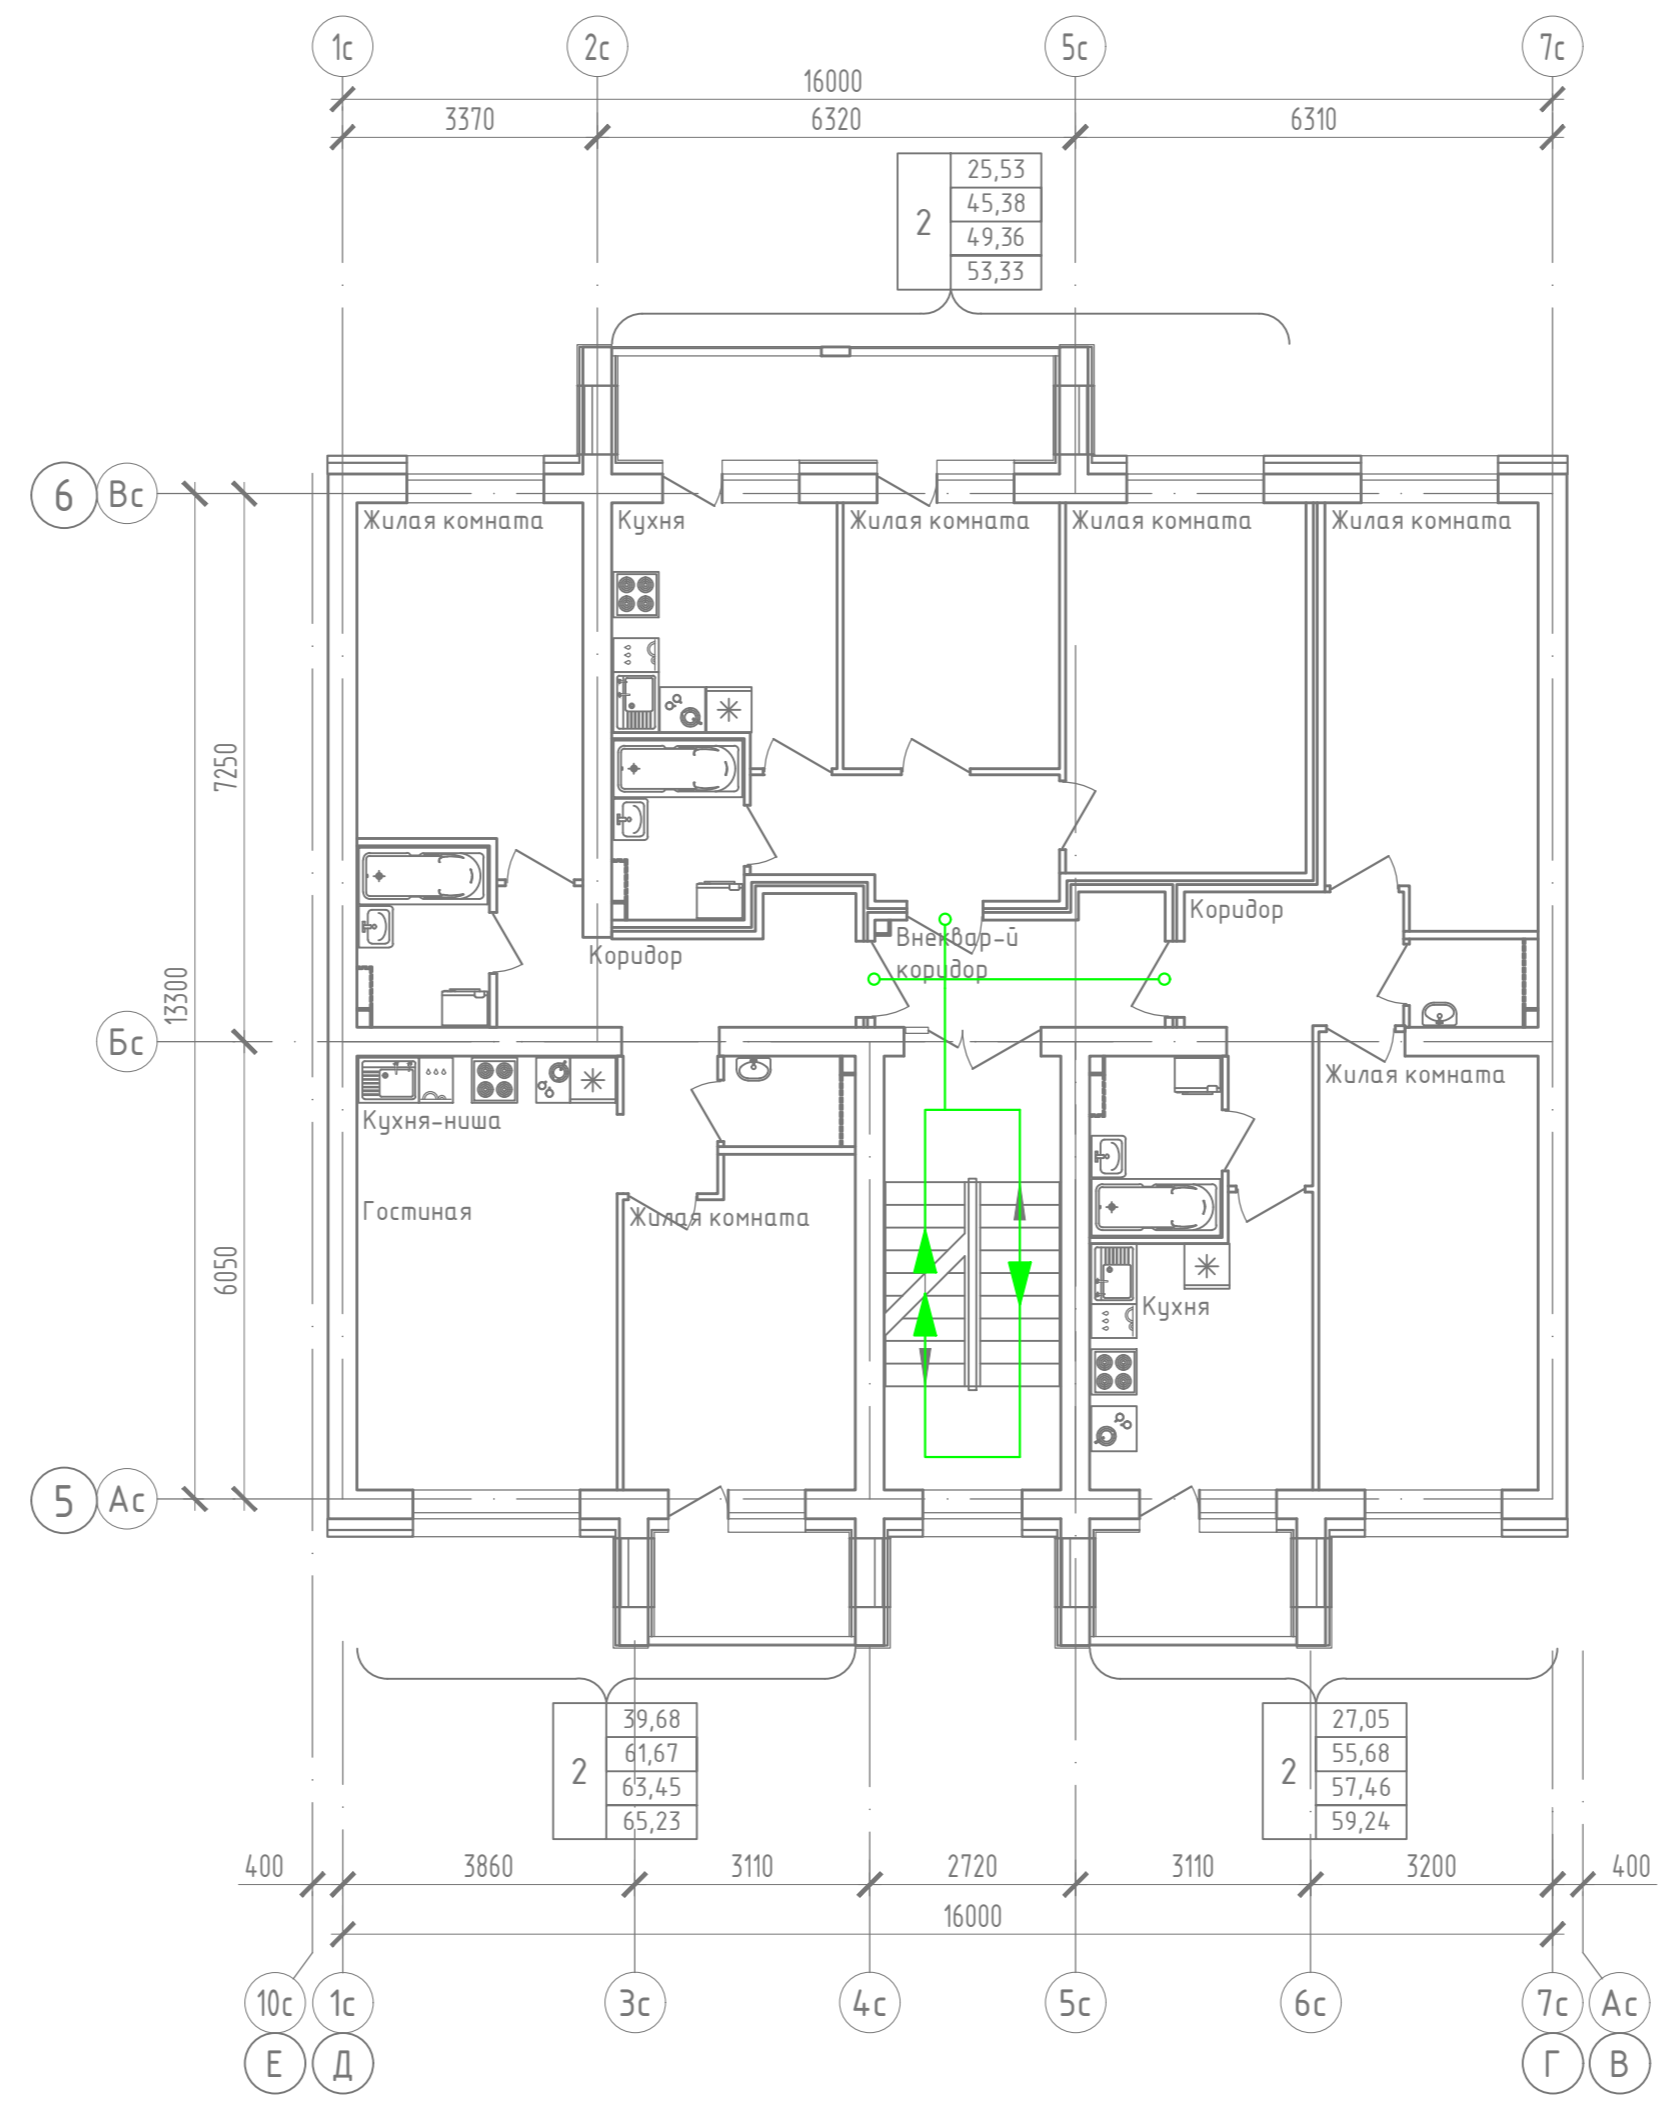 1с 2с 5с 7с
16000
3370 6320 6310
25,53
45,38
2
49,36
53,33
6 Вс
Жилая комната Кухня Жилая комната Жилая комната Жилая комната
7250
Коридор
Внеквар-й
Коридор
коридор
13300
Бс
Жилая комната
Кухня-ниша
Гостиная
Жилая комната
6050
Кухня
5 Ас
39,68
61,67
2
63,45
65,23
27,05
55,68
2
57,46
59,24
400 3860 3110 2720 3110 3200 400
16000
10с 1с 3с 4с 5с 6с 7с Ас
Е Д Г В